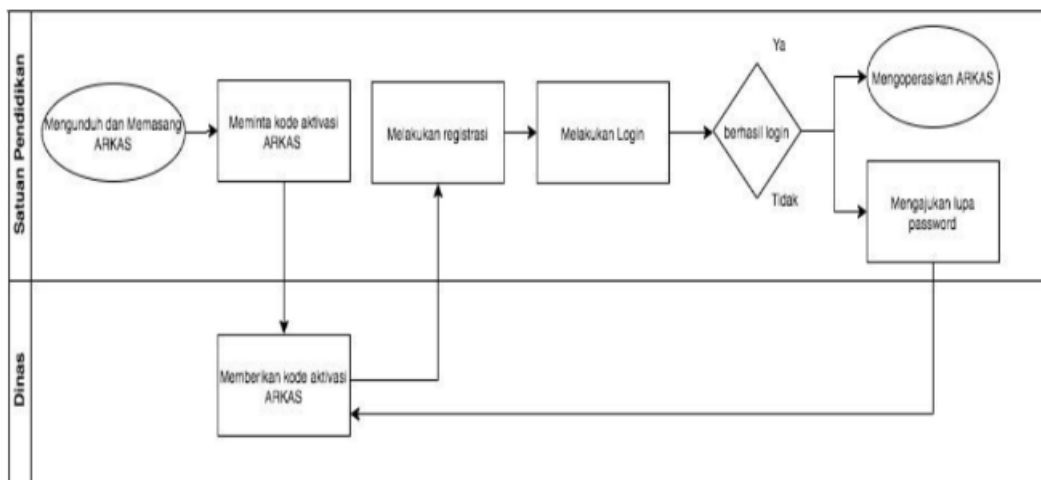 Satuan Pendidikan
Mengunduh dan Memasang
ARKAS
Meminta kode aktivasi
ARKAS
Melakukan registrasi
Melakukan Login
berhasil login
Ya
Tidak
Mengoperasikan ARKAS
Mengajukan lupa
password
Dinas
Memberikan kode aktivasi
ARKAS